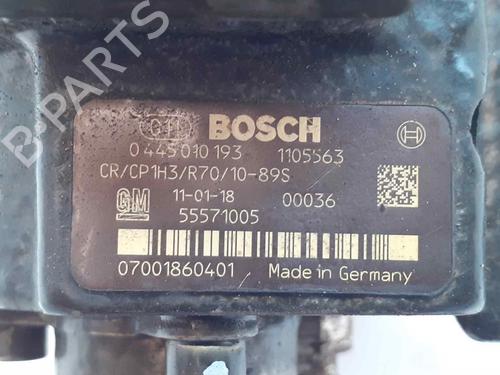 B-PARTS
BOSCH
0 445 010 193 1105563
CR/CP1H3/R70/10-89S
GM 11-01-18 00036
55571005
07001860401 Made in Germany